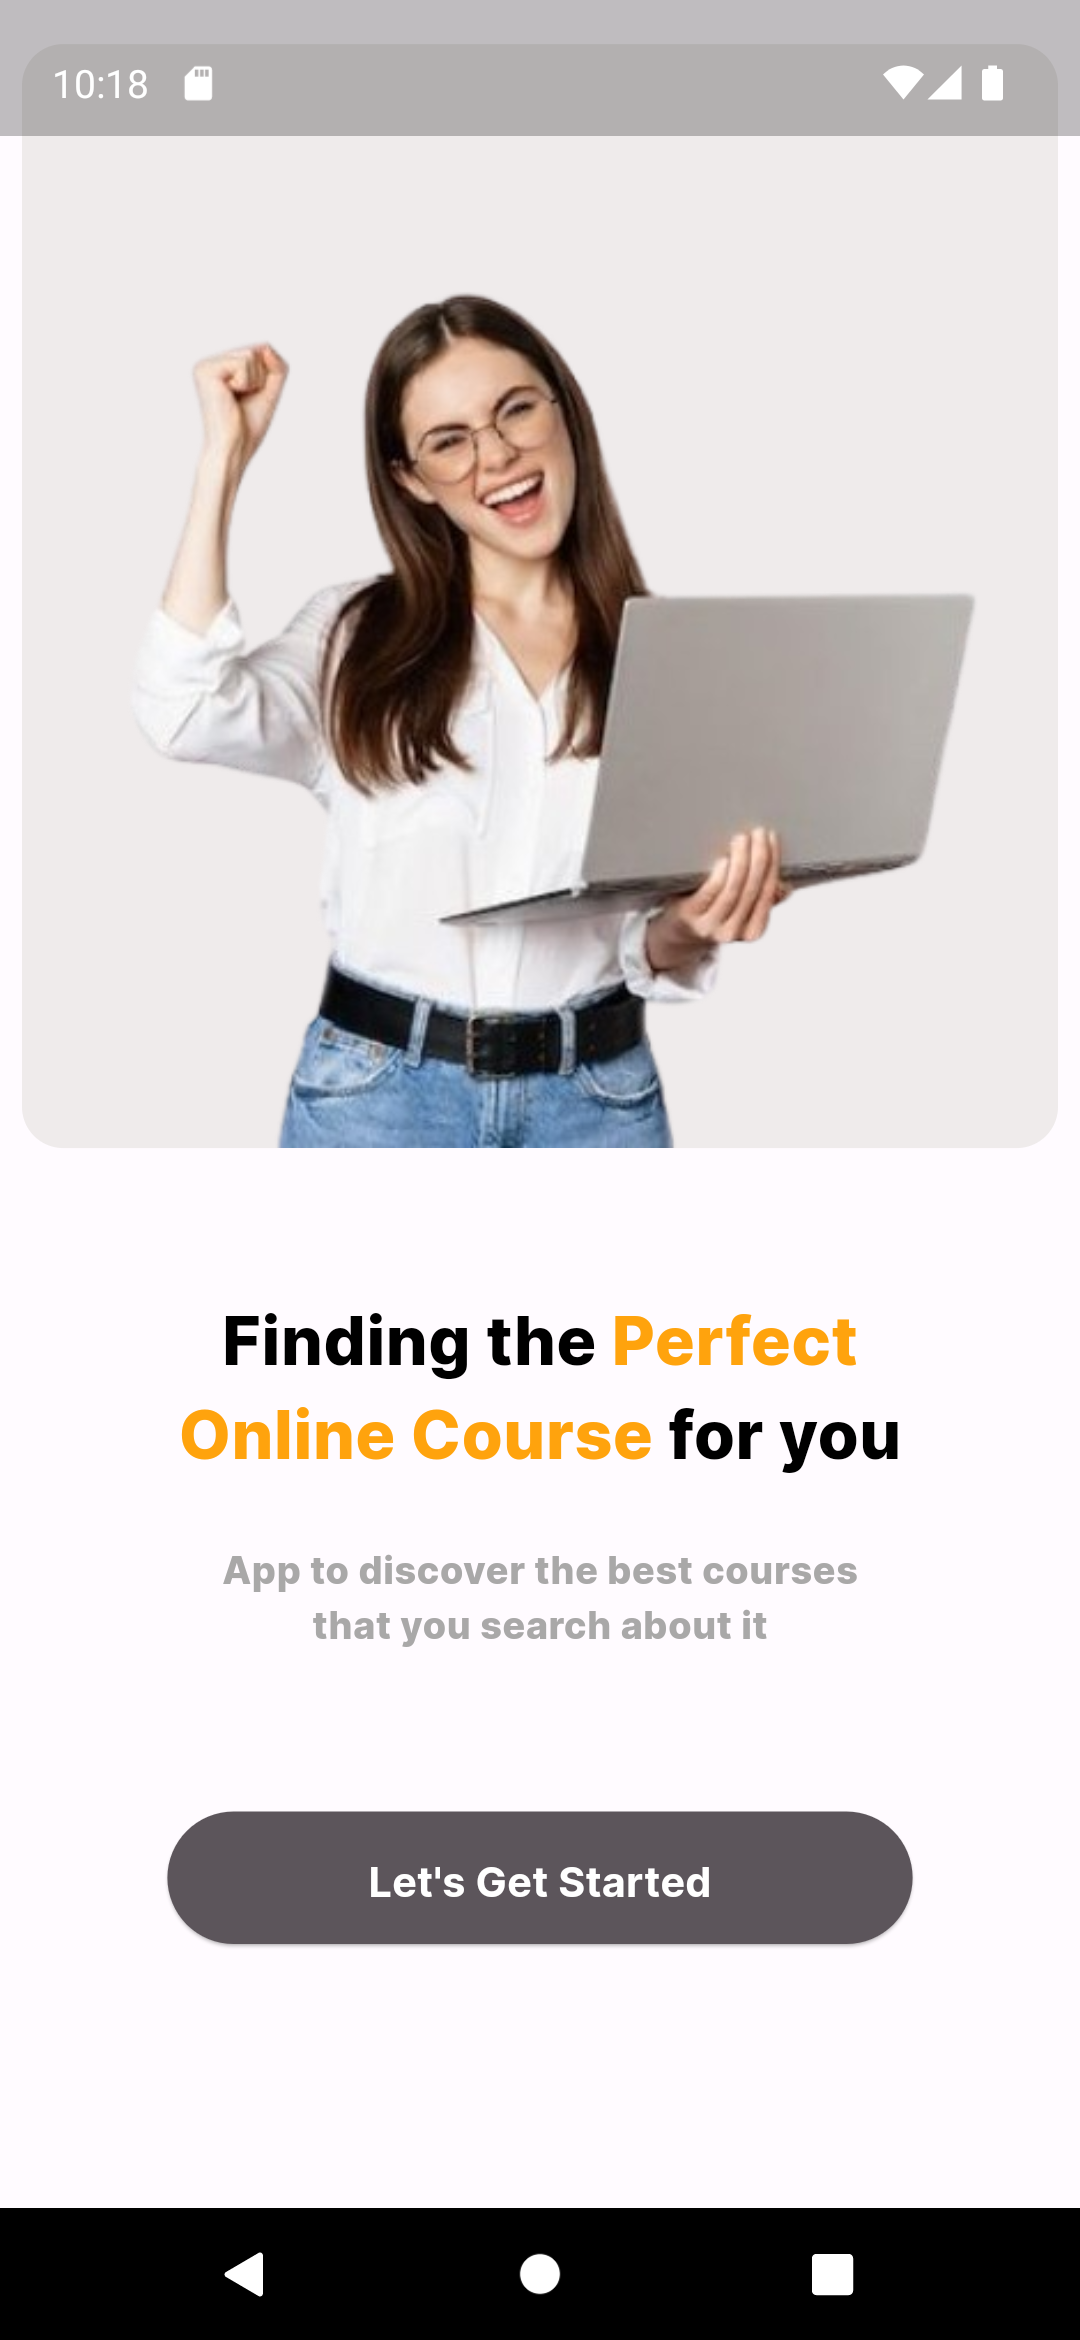 10:18
Finding the Perfect
Online Course for you
App to discover the best courses
that you search about it
Let's Get Started